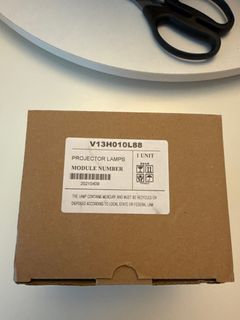 V13H010L88
PROJECTOR LAMPS
1 UNIT
MODULE NUMBER
20210408
THE LAMP CONTAINS MERCURY AND MUST BE RECYCLED OR
DISPOSED ACCORDING TO LOCAL STATE OR FEDERAL LAW.